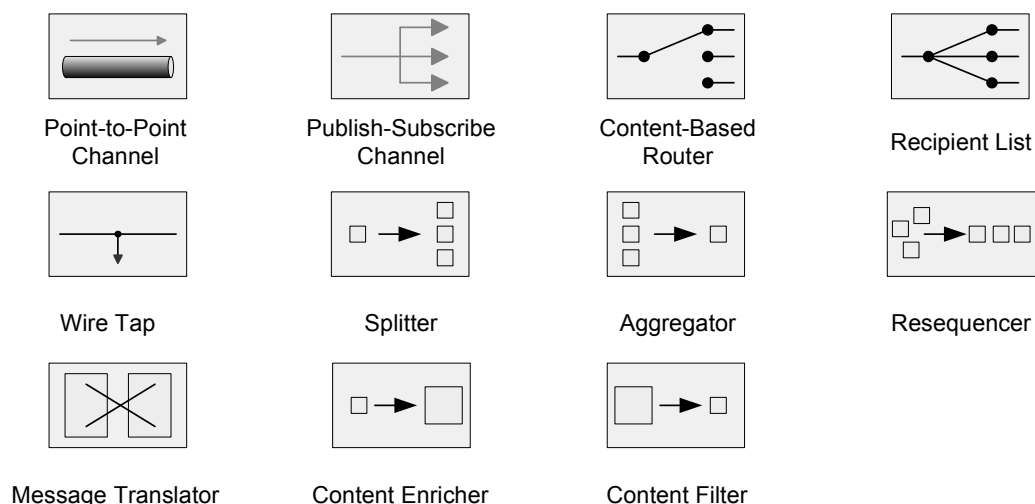 Point-to-Point
Channel
Publish-Subscribe
Channel
Content-Based
Router
Recipient List
Wire Tap
Splitter
Aggregator
Resequencer
Message Translator
Content Enricher
Content Filter